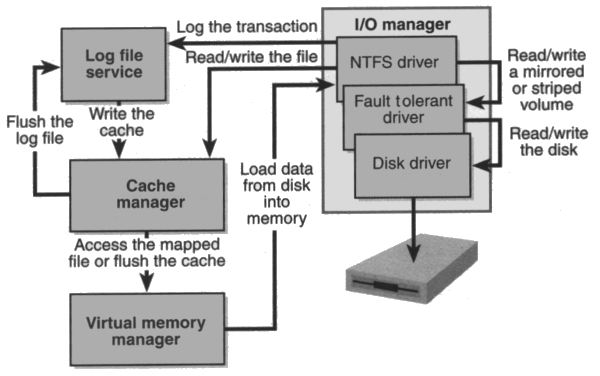 Log the transaction
I/O manager
Log file
service
Read/write the file
NTFS driver
Read/write
a mirrored
or striped
volume
Fault tolerant
driver
Flush the
log file
Write the
cache
Read/write
the disk
Disk driver
Load data
from disk
into
memory
Cache
manager
Access the mapped
file or flush the cache
Virtual memory
manager